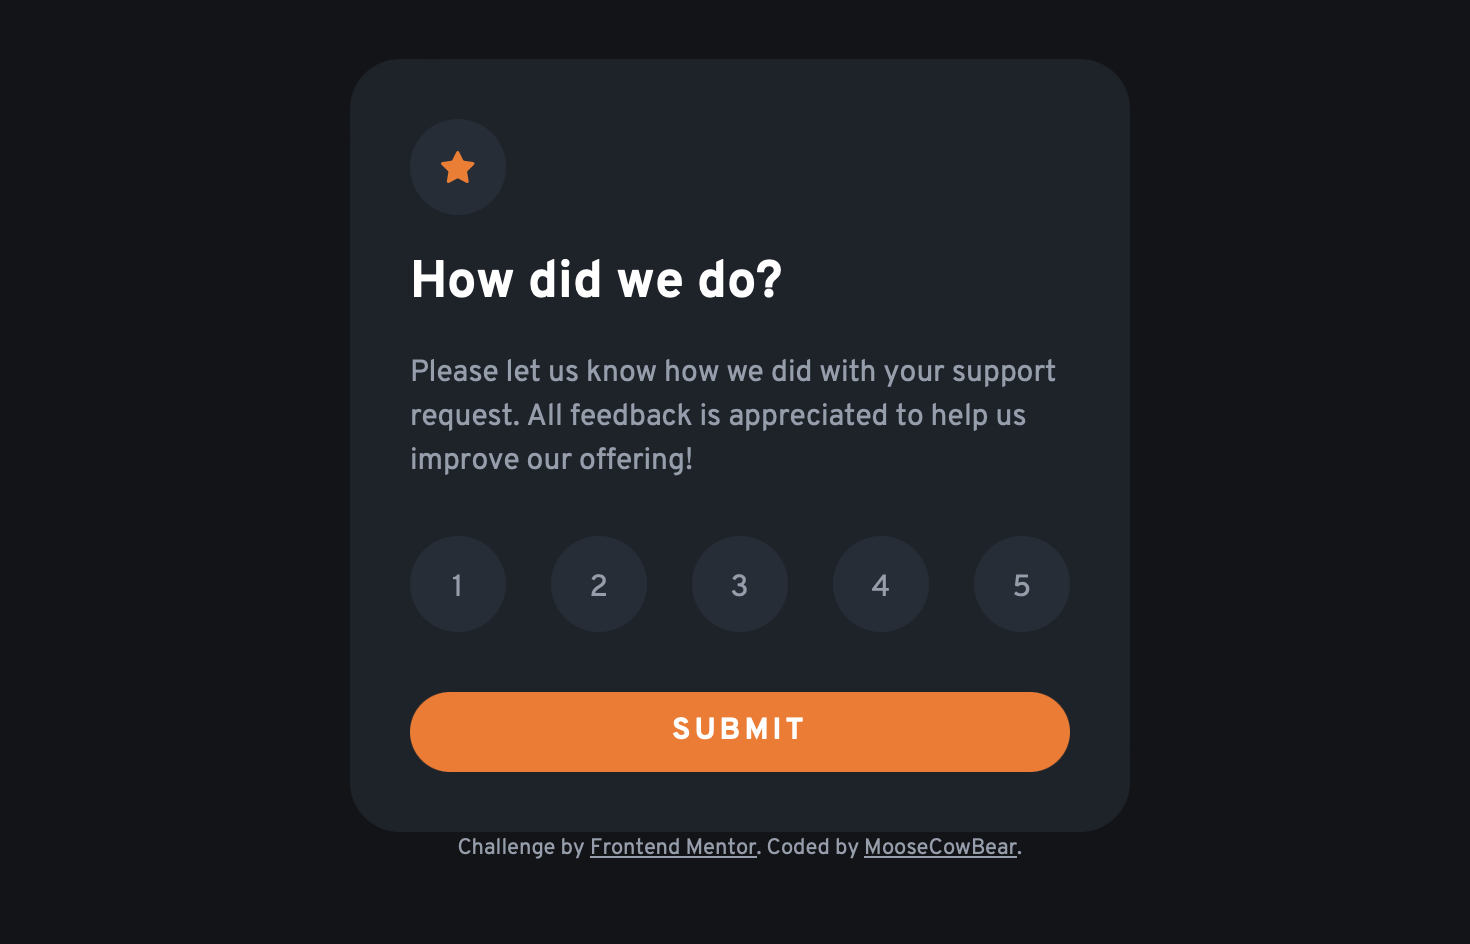 How did we do?
Please let us know how we did with your support
request. All feedback is appreciated to help us
improve our offering!
1 2 3 4 5
SUBMIT
Challenge by Frontend Mentor. Coded by MooseCowBear.